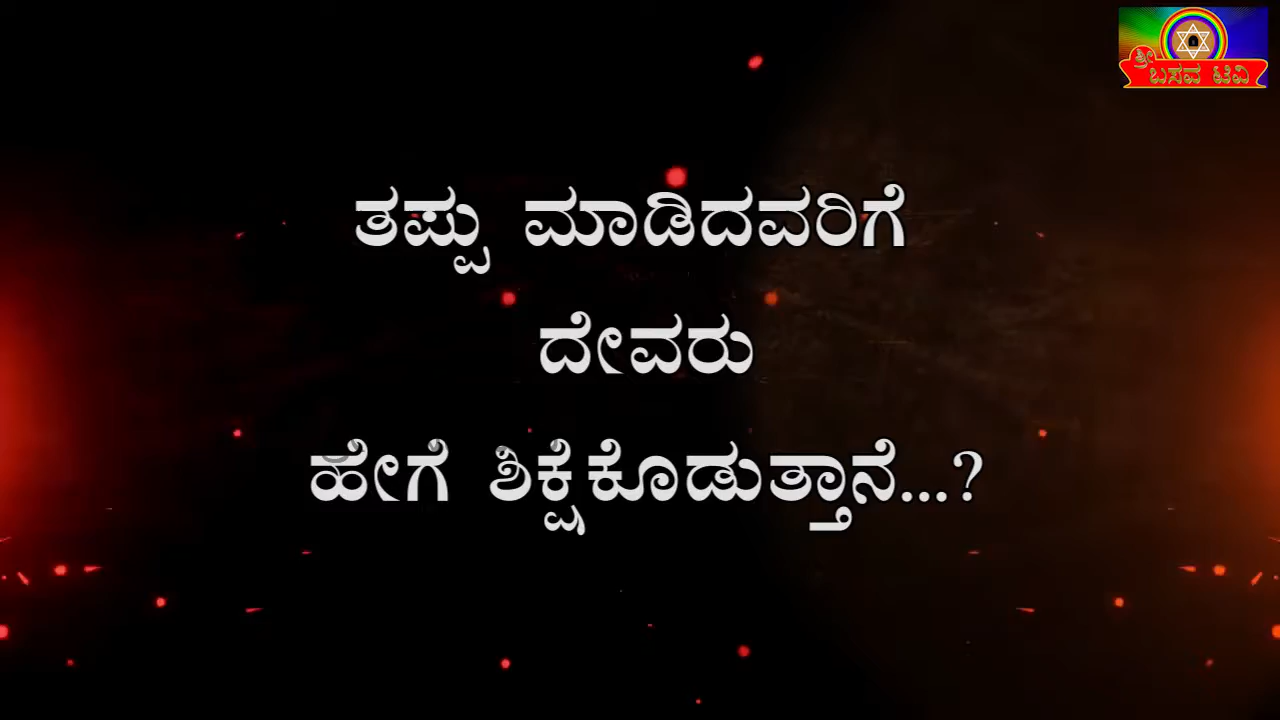 ಶ್ರೀ
ಬಸವ ಟಿವಿ
ತಪ್ಪು ಮಾಡಿದವರಿಗೆ
ದೇವರು
ಹೇಗೆ ಶಿಕ್ಷೆಕೊಡುತ್ತಾನೆ...?